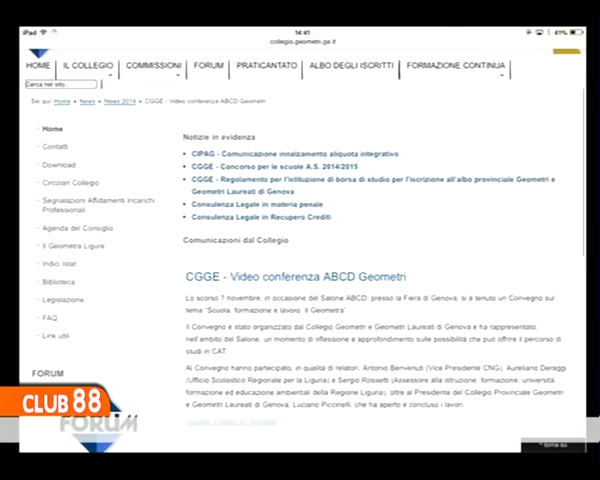 iPad
14:41
41%
collegio.geometri.ge.it
HOME
IL COLLEGIO
COMMISSIONI
FORUM
PRATICANTATO
ALBO DEGLI ISCRITTI
FORMAZIONE CONTINUA
Cerca nel sito.
Sei qui: Home • News • News 2014 • CGGE - Video conferenza ABCD Geometri
Home
Contatti
Download
Circolari Collegio
Segnalazioni Affidamenti Incarichi
Professionali
Agenda del Consiglio
Il Geometra Ligure
Indici Istat
Biblioteca
Legislazione
FAQ
Link utili
FORUM
Notizie in evidenza
• CIPAG - Comunicazione innalzamento aliquota integrativo
• CGGE - Concorso per le scuole A.S. 2014/2015
• CGGE - Regolamento per l'istituzione di borsa di studio per l'iscrizione all'albo provinciale Geometri e
Geometri Laureati di Genova
• Consulenza Legale in materia penale
• Consulenza Legale in Recupero Crediti
Comunicazioni dal Collegio
CGGE - Video conferenza ABCD Geometri
Lo scorso 7 novembre, in occasione del Salone ABCD, presso la Fiera di Genova, si è tenuto un Convegno sul
tema "Scuola, formazione e lavoro: il Geometra"
Il Convegno è stato organizzato dal Collegio Geometri e Geometri Laureati di Genova e ha rappresentato,
nell'ambito del Salone, un momento di riflessione e approfondimento sulle possibilità che può offrire il percorso di
studi in CAT
Al Convegno hanno partecipato, in qualità di relatori, Antonio Benvenuti (Vice Presidente CNG), Aureliano Deraggi
(Ufficio Scolastico Regionale per la Liguria) e Sergio Rossetti (Assessore alla istruzione, formazione, università,
formazione ed educazione ambientali della Regione Liguria), oltre al Presidente del Collegio Provinciale Geometri
e Geometri Laureati di Genova, Luciano Piccinelli, che ha aperto e concluso i lavori.
CLUB 88
FORUM
torna su